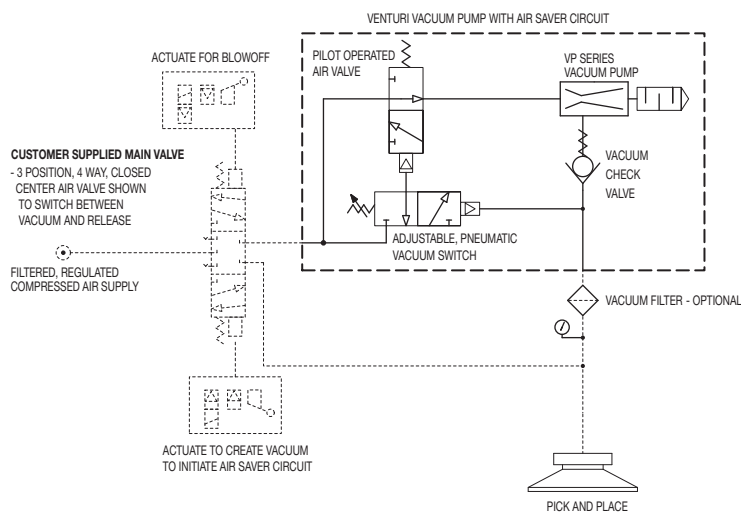 VENTURI VACUUM PUMP WITH AIR SAVER CIRCUIT
ACTUATE FOR BLOWOFF
PILOT OPERATED
AIR VALVE
VP SERIES
VACUUM PUMP
CUSTOMER SUPPLIED MAIN VALVE
- 3 POSITION, 4 WAY, CLOSED
CENTER AIR VALVE SHOWN
TO SWITCH BETWEEN
VACUUM AND RELEASE
VACUUM
CHECK
VALVE
ADJUSTABLE, PNEUMATIC
VACUUM SWITCH
FILTERED, REGULATED
COMPRESSED AIR SUPPLY
VACUUM FILTER - OPTIONAL
ACTUATE TO CREATE VACUUM
TO INITIATE AIR SAVER CIRCUIT
PICK AND PLACE